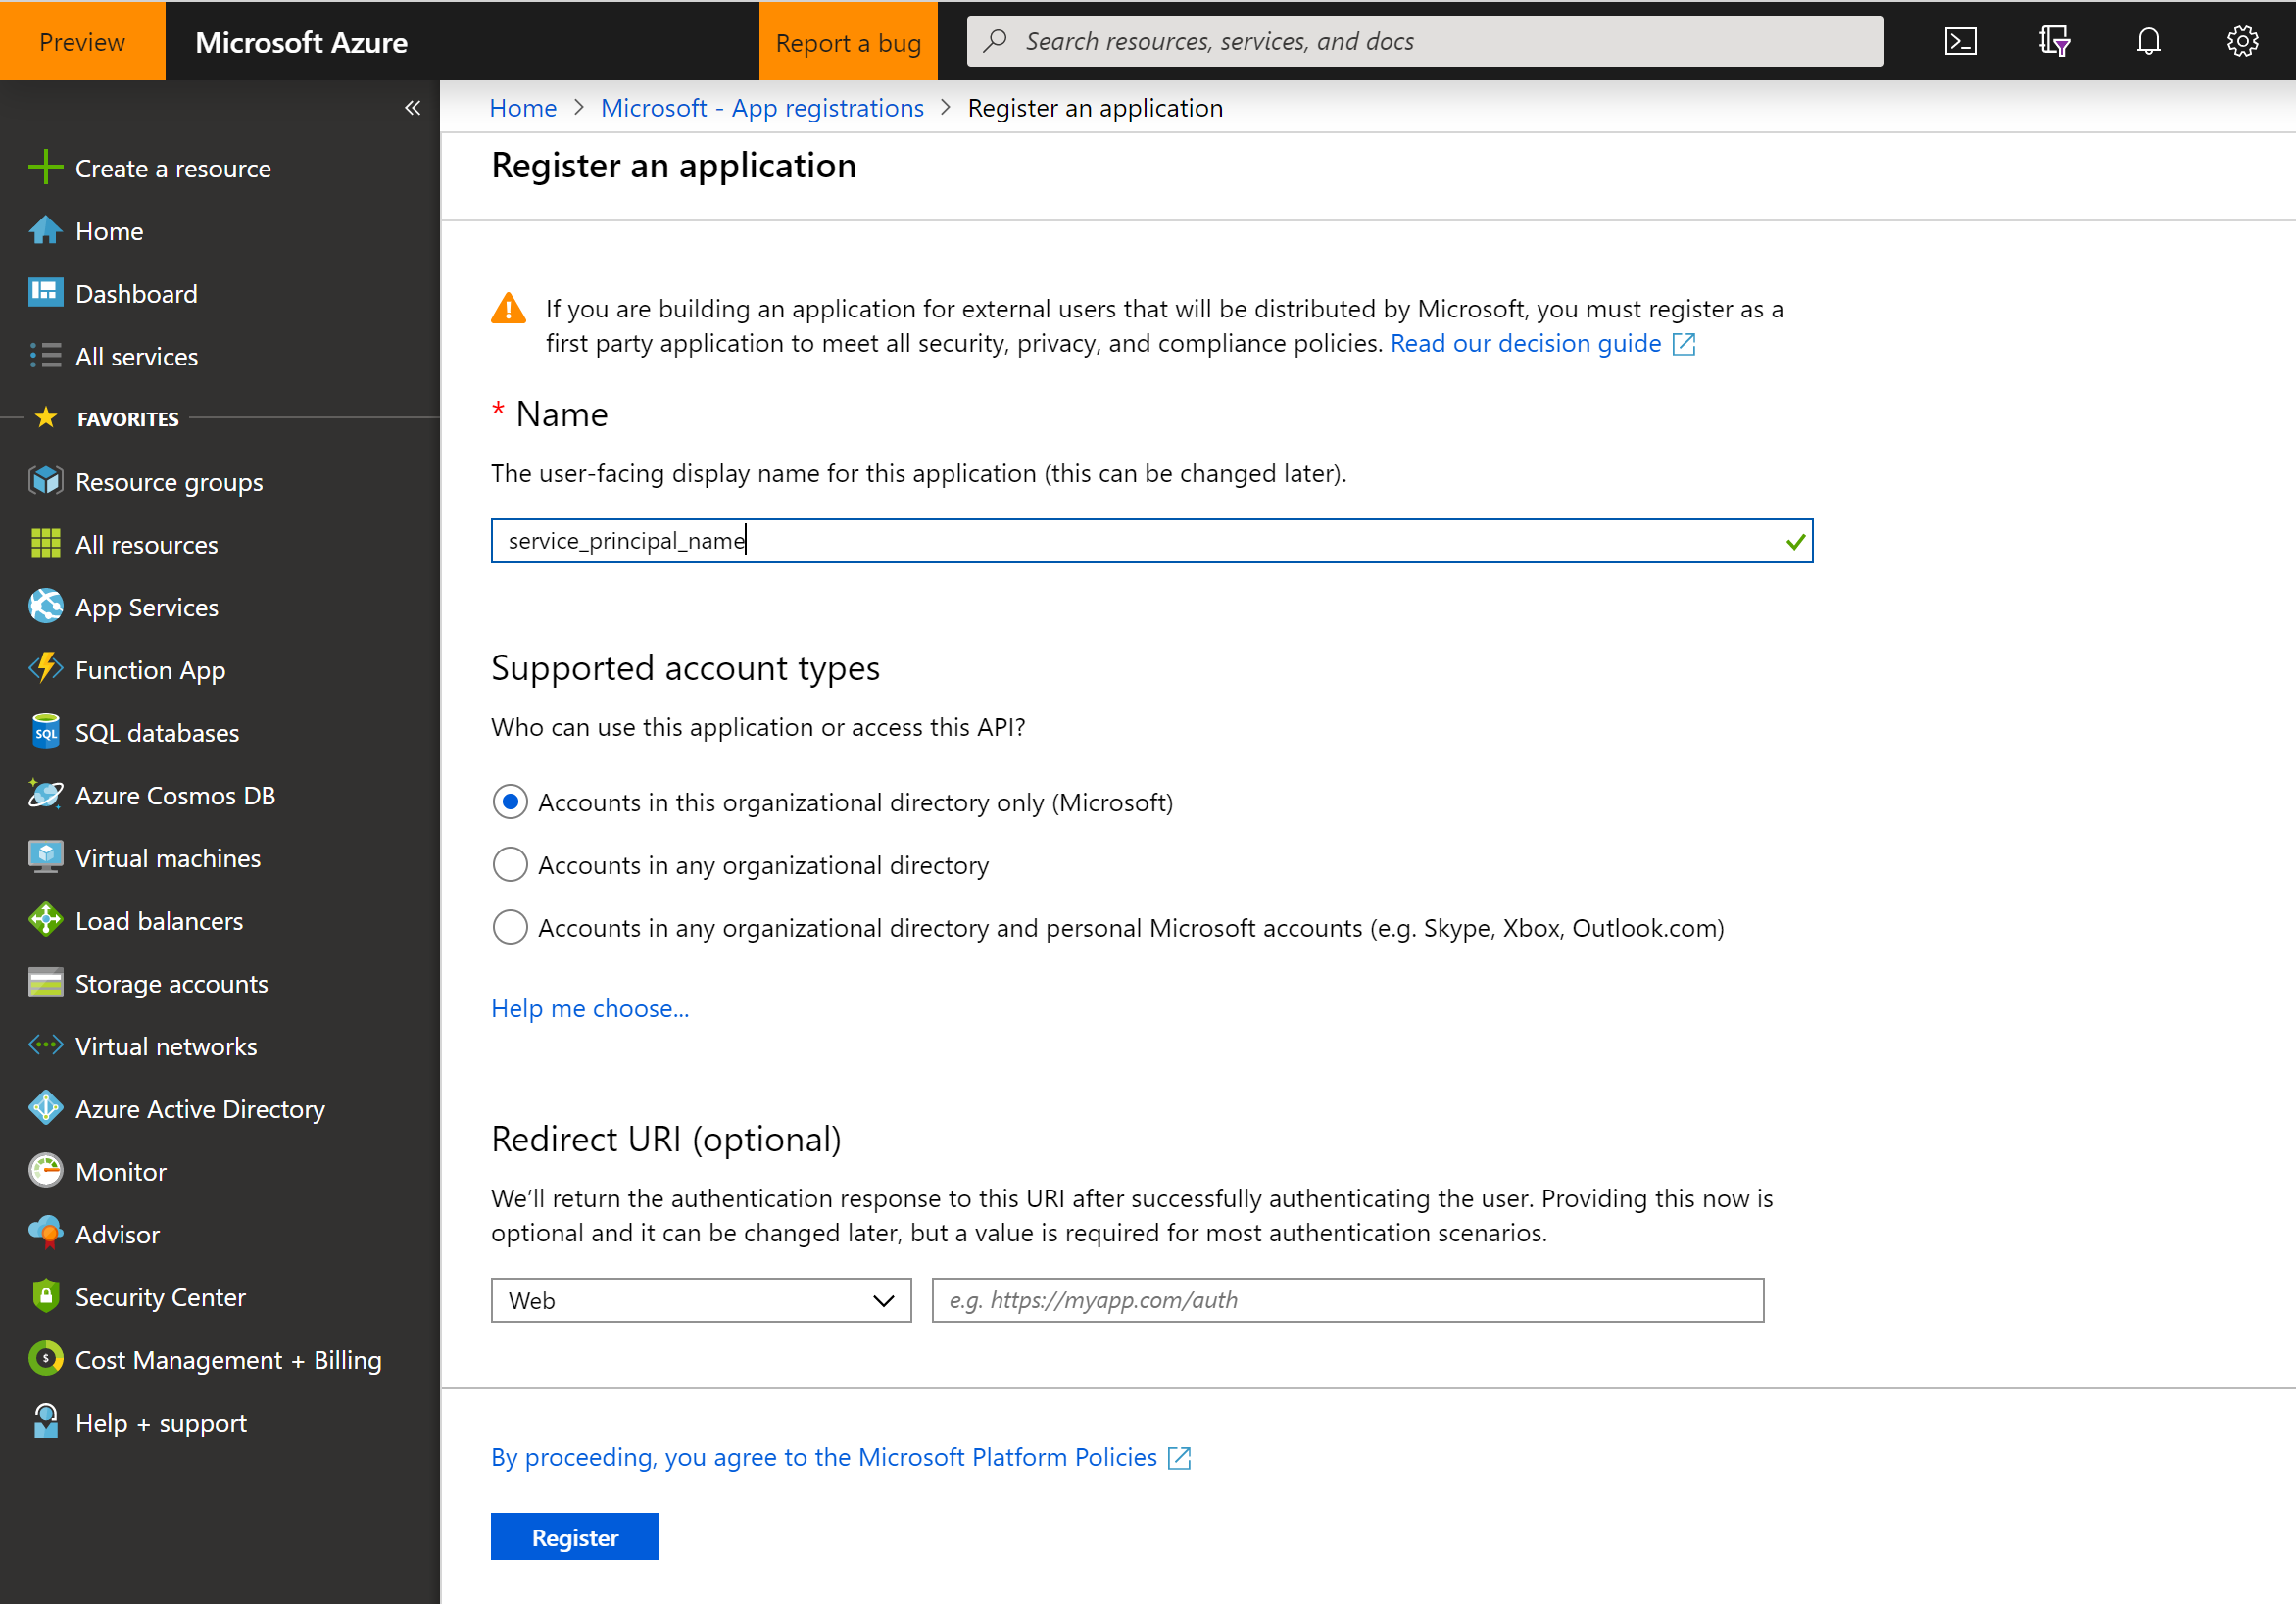 Preview
Microsoft Azure
Report a bug
Search resources, services, and docs
«
Create a resource
Home
Dashboard
All services
FAVORITES
Resource groups
All resources
App Services
Function App
SQL
SQL databases
Azure Cosmos DB
Virtual machines
Load balancers
Storage accounts
Virtual networks
Azure Active Directory
Monitor
Advisor
Security Center
$
Cost Management + Billing
Help + support
Home > Microsoft - App registrations > Register an application
Register an application
If you are building an application for external users that will be distributed by Microsoft, you must register as a
first party application to meet all security, privacy, and compliance policies. Read our decision guide
* Name
The user-facing display name for this application (this can be changed later).
service_principal_name
Supported account types
Who can use this application or access this API?
Accounts in this organizational directory only (Microsoft)
Accounts in any organizational directory
Accounts in any organizational directory and personal Microsoft accounts (e.g. Skype, Xbox, Outlook.com)
Help me choose...
Redirect URI (optional)
We'll return the authentication response to this URI after successfully authenticating the user. Providing this now is
optional and it can be changed later, but a value is required for most authentication scenarios.
Web
e.g. https://myapp.com/auth
By proceeding, you agree to the Microsoft Platform Policies
Register